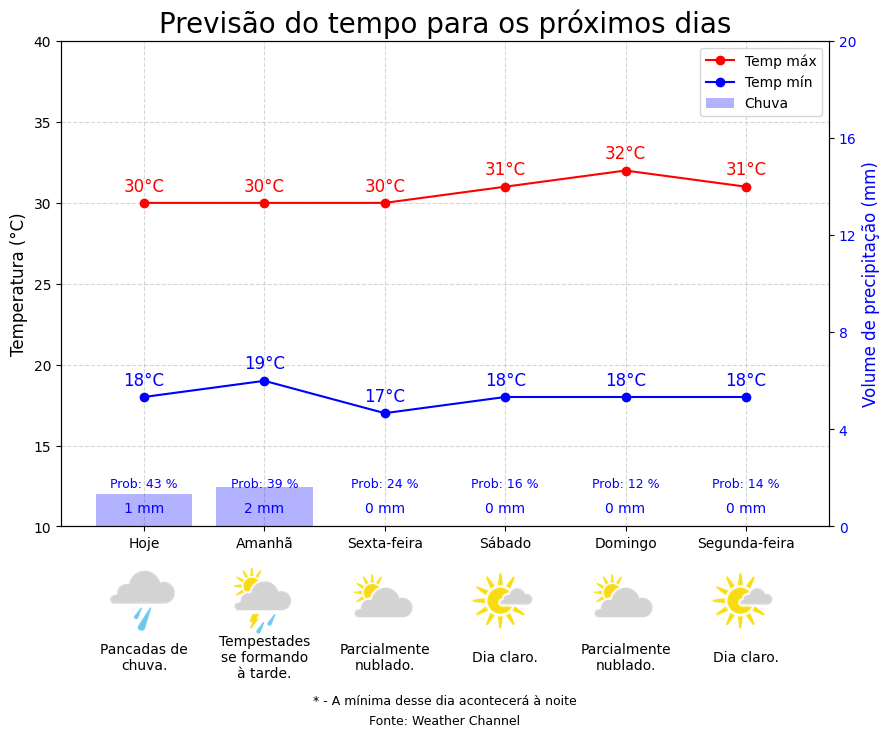 Previsão do tempo para os próximos dias
40
35
30
25
20
15
10
Temperatura (°C)
20
16
12
8
4
0
Volume de precipitação (mm)
Temp máx
Temp mín
Chuva
30°C
30°C
30°C
31°C
32°C
31°C
18°C
19°C
17°C
18°C
18°C
18°C
Prob: 43 %
Prob: 39 %
Prob: 24 %
Prob: 16 %
Prob: 12 %
Prob: 14 %
1 mm
2 mm
0 mm
0 mm
0 mm
0 mm
Hoje
Amanhã
Sexta-feira
Sábado
Domingo
Segunda-feira
Pancadas de
chuva.
Tempestades
se formando
à tarde.
Parcialmente
nublado.
Dia claro.
Parcialmente
nublado.
Dia claro.
* - A mínima desse dia acontecerá à noite
Fonte: Weather Channel